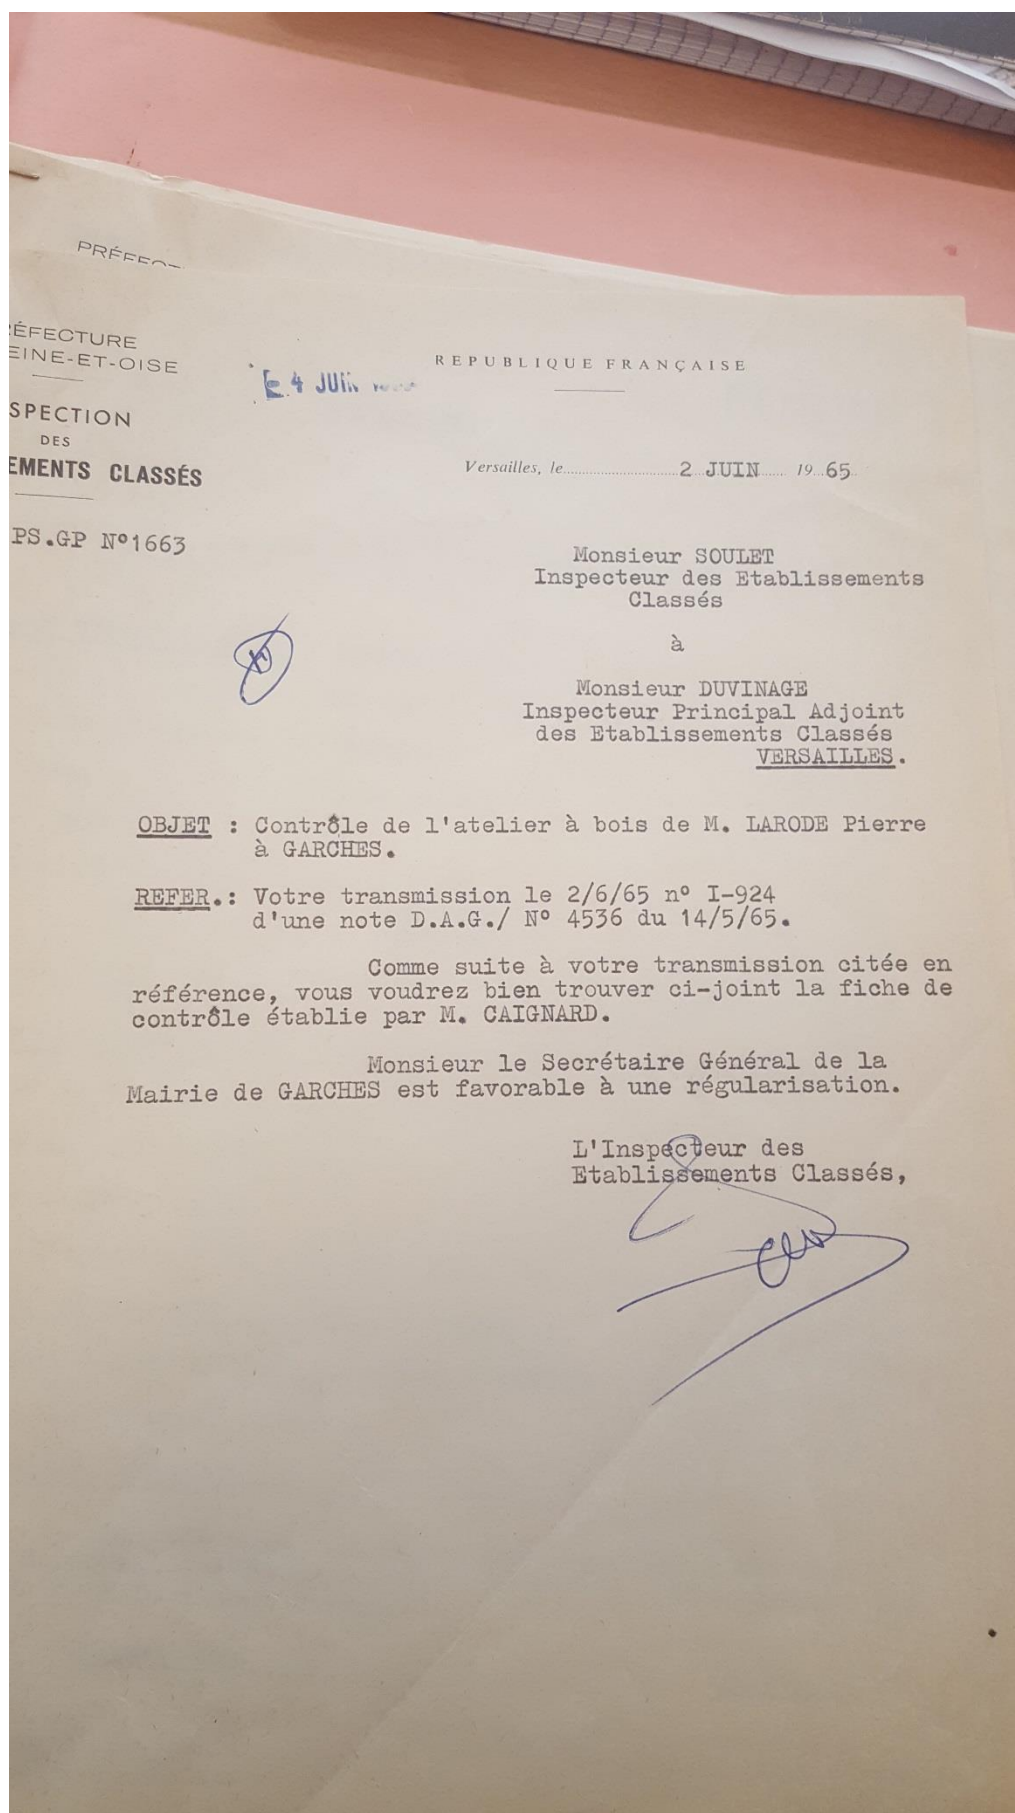 PRÉFECT
ÉFECTURE
EINE-ET-OISE
REPUBLIQUE FRANÇAISE
4 JUIN
SPECTION
DES
EMENTS CLASSÉS
Versailles, le 2 JUIN 1965
PS.GP Nº1663
Monsieur SOULET
Inspecteur des Etablissements
Classés
à
Monsieur DUVINAGE
Inspecteur Principal Adjoint
des Etablissements Classés
VERSAILLES.
OBJET : Contrôle de l'atelier à bois de M. LARODE Pierre
à GARCHES.
REFER.: Votre transmission le 2/6/65 nº I-924
d'une note D.A.G./ Nº 4536 du 14/5/65.
Comme suite à votre transmission citée en
référence, vous voudrez bien trouver ci-joint la fiche de
contrôle établie par M. CAIGNARD.
Monsieur le Secrétaire Général de la
Mairie de GARCHES est favorable à une régularisation.
L'Inspecteur des
Etablissements Classés,